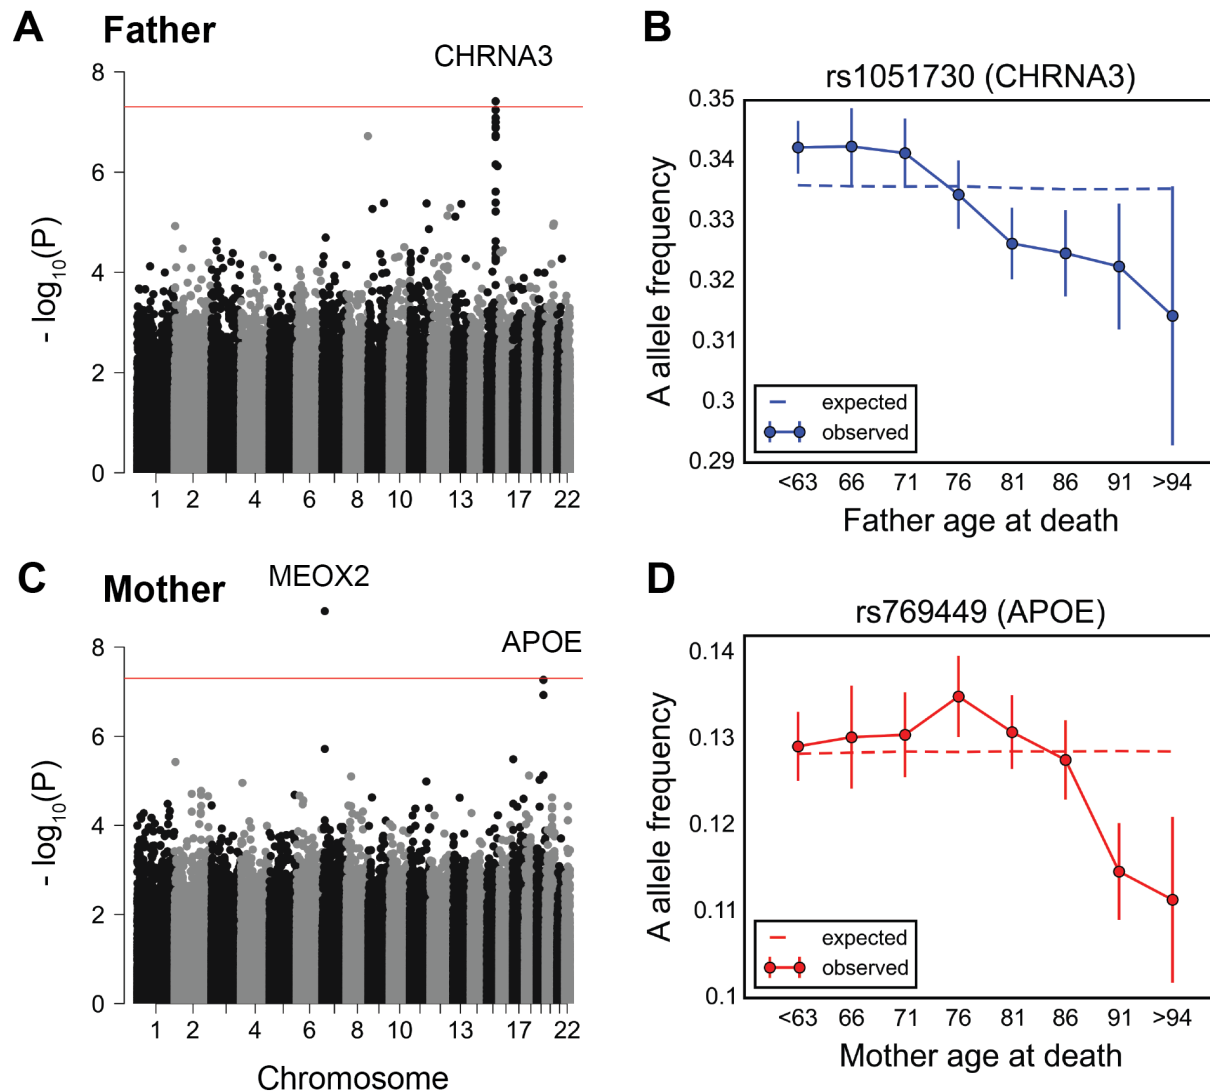 A
Father
CHRNA3
8
6
4
2
0
- log10(P)
1 2 4 6 8 10 13 17 22
B
rs1051730 (CHRNA3)
0.35
0.34
0.33
0.32
0.31
0.3
0.29
A allele frequency
expected
observed
<63 66 71 76 81 86 91 >94
Father age at death
C
Mother
MEOX2
APOE
8
6
4
2
0
- log10(P)
1 2 4 6 8 10 13 17 22
Chromosome
D
rs769449 (APOE)
0.14
0.13
0.12
0.11
0.1
A allele frequency
expected
observed
<63 66 71 76 81 86 91 >94
Mother age at death